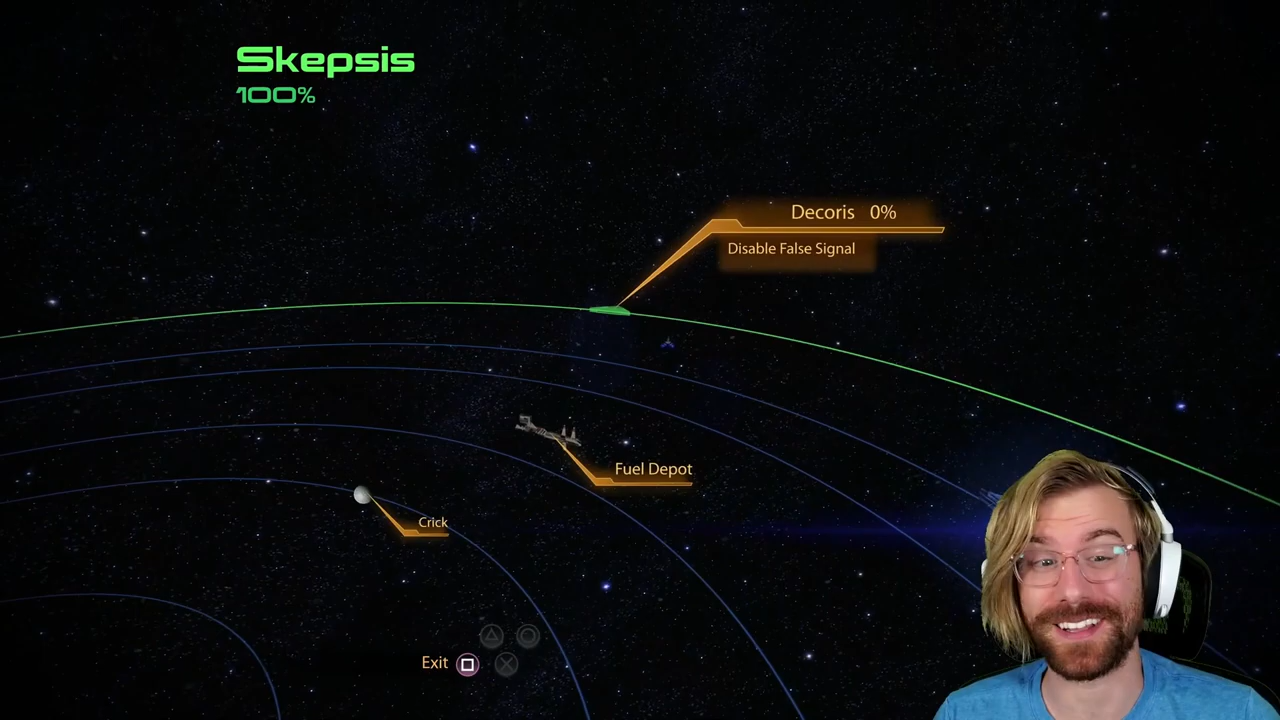 Skepsis
100%
Decoris 0%
Disable False Signal
Fuel Depot
Crick
Exit